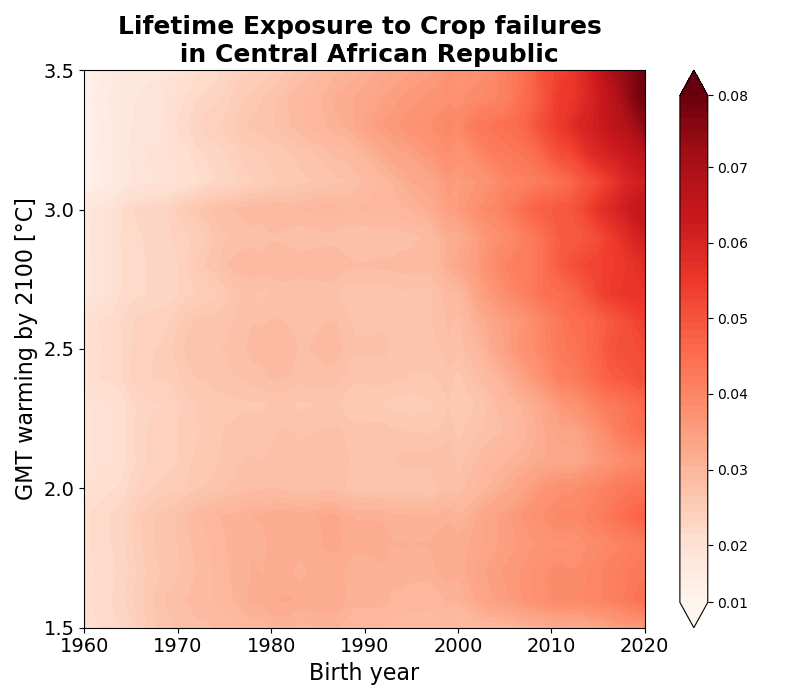 Lifetime Exposure to Crop failures
in Central African Republic
GMT warming by 2100 [°C]
3.5
3.0
2.5
2.0
1.5
1960 1970 1980 1990 2000 2010 2020
Birth year
0.08
0.07
0.06
0.05
0.04
0.03
0.02
0.01